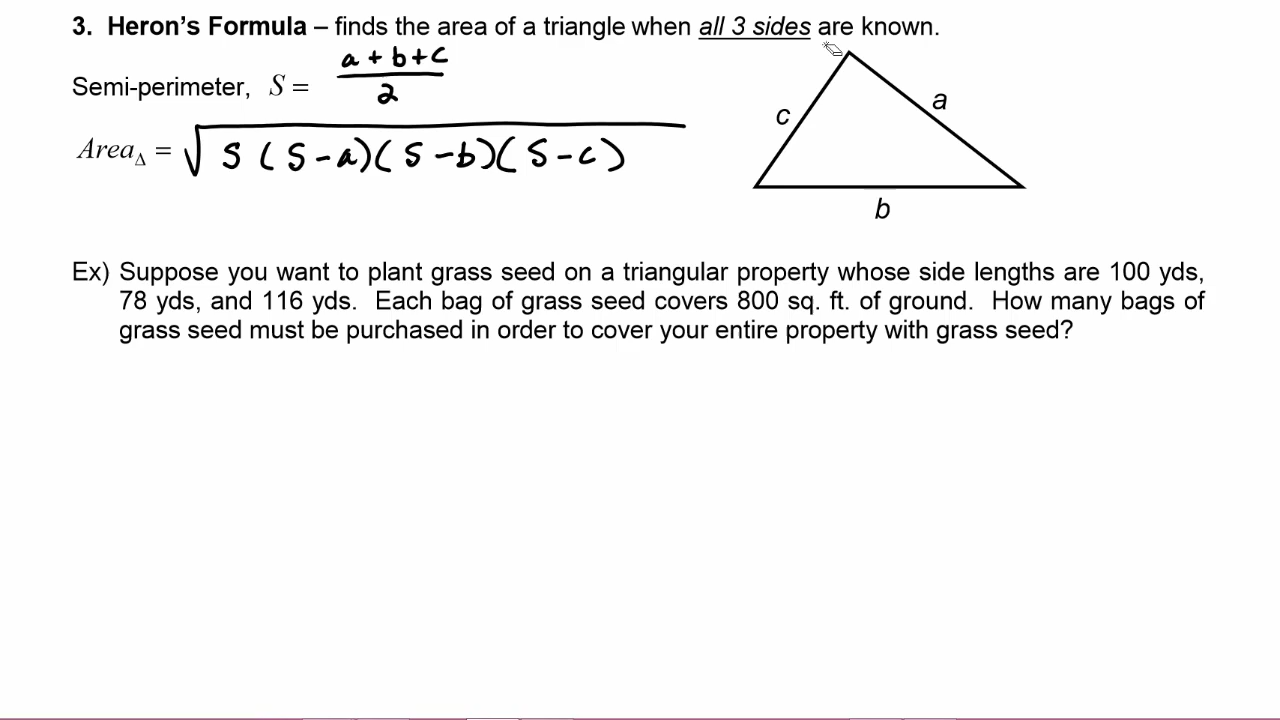 3. Heron's Formula – finds the area of a triangle when all 3 sides are known.
Semi-perimeter, S = a + b + c / 2
Area△ = √ S (S - a)(S - b)(S - c)
c
a
b
Ex) Suppose you want to plant grass seed on a triangular property whose side lengths are 100 yds,
78 yds, and 116 yds. Each bag of grass seed covers 800 sq. ft. of ground. How many bags of
grass seed must be purchased in order to cover your entire property with grass seed?